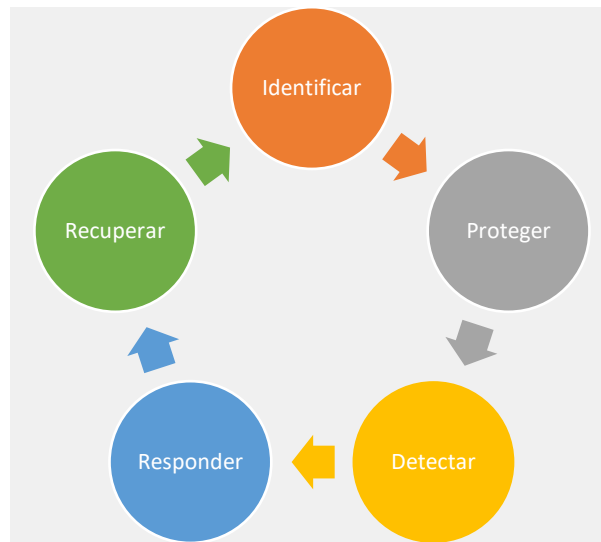 Identificar
Proteger
Detectar
Responder
Recuperar